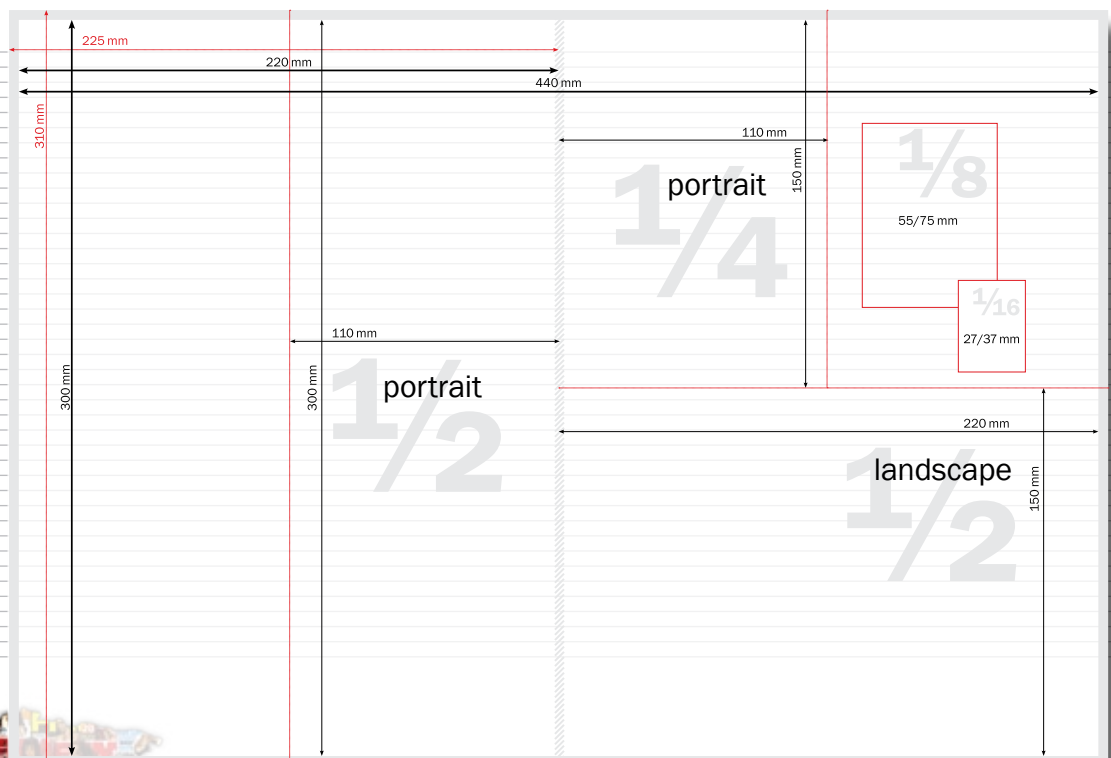 225 mm
220 mm
440 mm
310 mm
300 mm
110 mm
300 mm
1/2
portrait
110 mm
150 mm
1/4
portrait
1/8
55/75 mm
1/16
27/37 mm
220 mm
1/2
landscape
150 mm